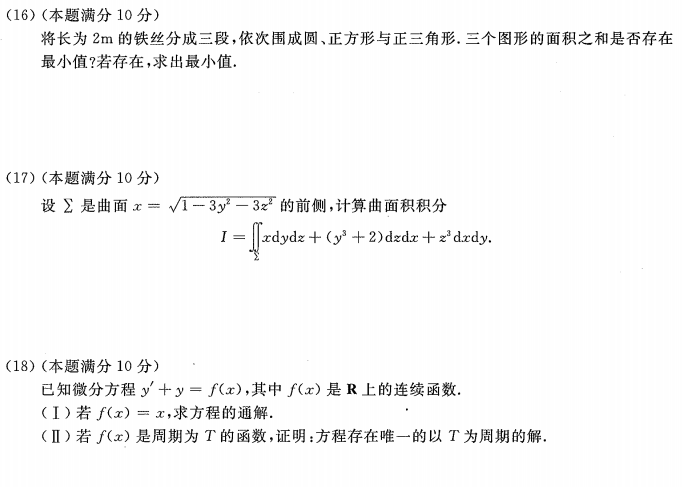 (16)(本题满分 10 分)
将长为 2m 的铁丝分成三段,依次围成圆、正方形与正三角形.三个图形的面积之和是否存在
最小值?若存在,求出最小值.
(17)(本题满分 10 分)
设 ∑ 是曲面 x = √(1 − 3y² − 3z²) 的前侧,计算曲面积分
I = ∬_∑ xdydz + (y³ + 2)dzdx + z³dxdy.
(18)(本题满分 10 分)
已知微分方程 y′ + y = f(x),其中 f(x) 是 R 上的连续函数.
(Ⅰ)若 f(x) = x,求方程的通解.
(Ⅱ)若 f(x) 是周期为 T 的函数,证明:方程存在唯一的以 T 为周期的解.